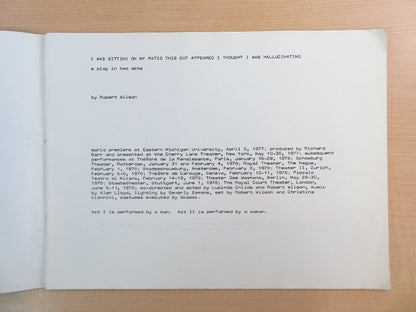 I WAS SITTING ON MY PATIO THIS GUY APPEARED I THOUGHT I WAS HALLUCINATING
a play in two acts
by Robert Wilson
World premiere at Eastern Michigan University, April 5, 1977; produced by Richard
Barr and presented at the Cherry Lane Theater, New York, May 10-20, 1977; subsequent
performances at Théâtre de la Renaissance, Paris, January 16-29, 1978; Schouwburg
Theater, Rotterdam, January 31 and February 4, 1978; Royal Theater, The Hague,
February 1, 1978; Stadsschouwburg, Amsterdam, February 3, 1978; Theater 11, Zurich,
February 6-8, 1978; Théâtre de Carouge, Geneva, February 10-11, 1978; Piccolo
Teatro di Milano, February 14-19, 1978; Theater des Westens, Berlin, May 26-30,
1978; Staatstheater, Stuttgart, June 1, 1978; The Royal Court Theater, London,
June 5-11, 1978; co-directed and acted by Lucinda Childs and Robert Wilson, music
by Alan Lloyd, lighting by Beverly Emmons, set by Robert Wilson and Christina
Giannini, costumes executed by
Act I is performed by a man. Act II is performed by a woman.